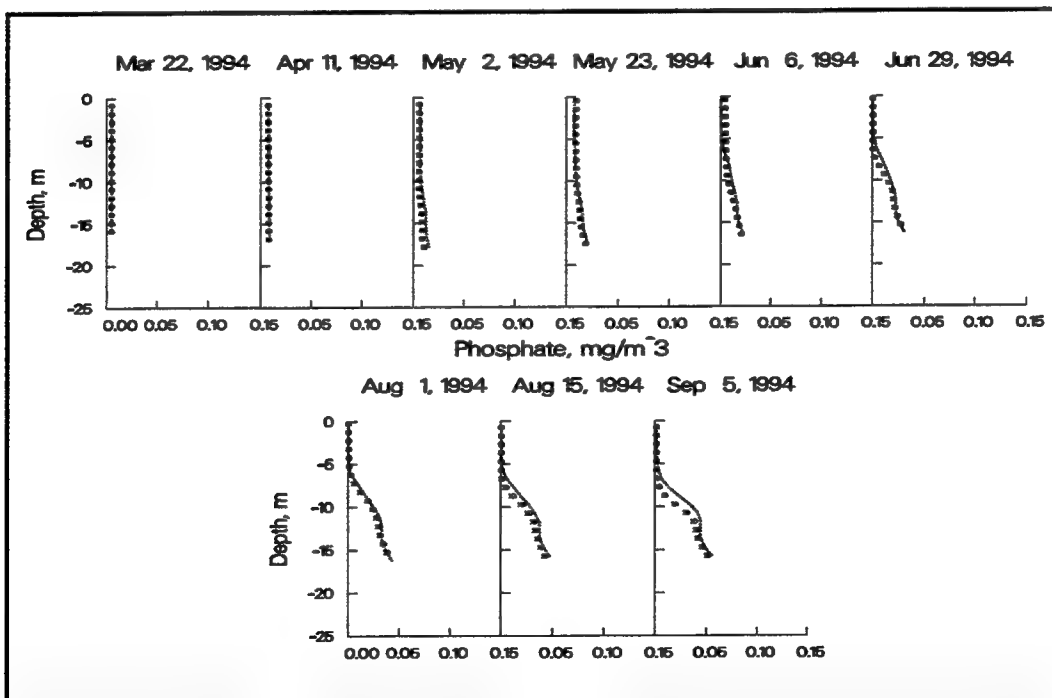 Mar 22, 1994 Apr 11, 1994 May 2, 1994 May 23, 1994 Jun 6, 1994 Jun 29, 1994
0
-5
-10
-15
-20
-25
Depth, m
0.00 0.05 0.10 0.15 0.05 0.10 0.15 0.05 0.10 0.15 0.05 0.10 0.15 0.05 0.10 0.15 0.05 0.10 0.15
Phosphate, mg/m^3
Aug 1, 1994 Aug 15, 1994 Sep 5, 1994
0
-5
-10
-15
-20
-25
Depth, m
0.00 0.05 0.10 0.15 0.05 0.10 0.15 0.05 0.10 0.15